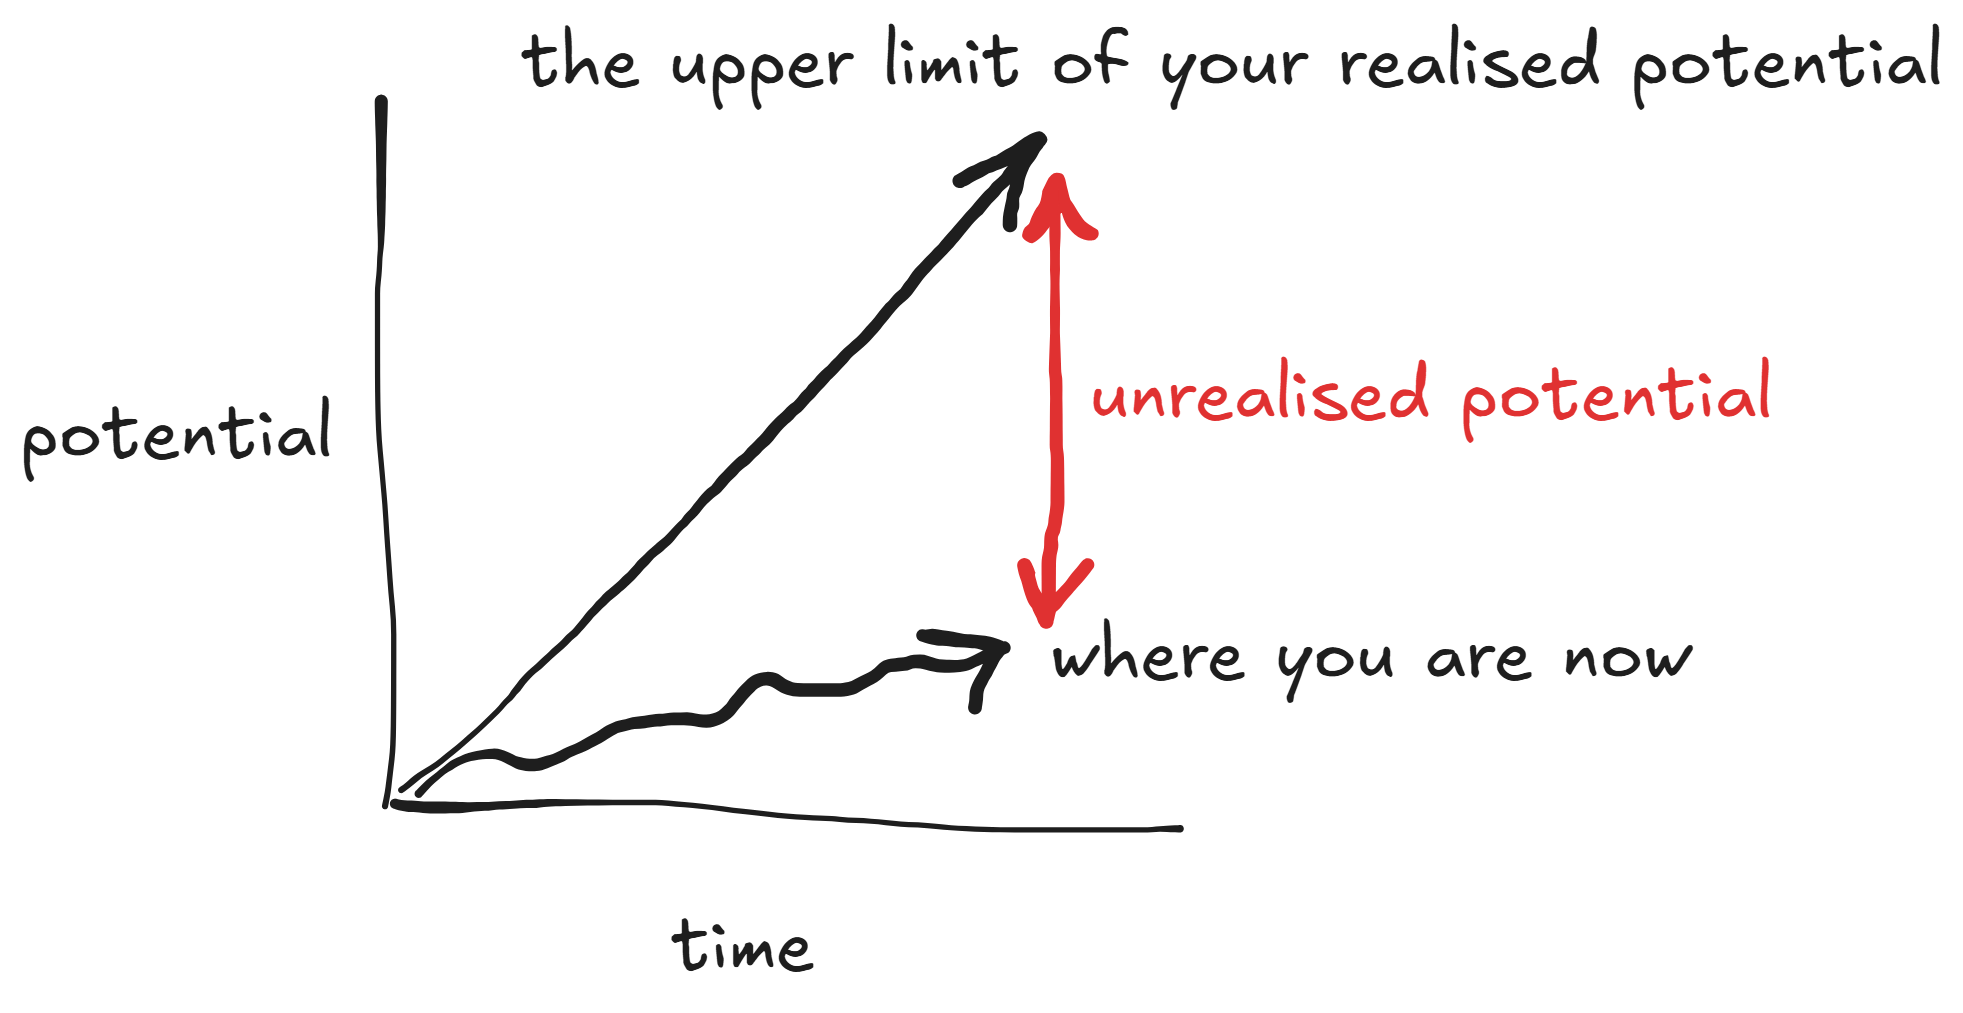 the upper limit of your realised potential
unrealised potential
potential
where you are now
time